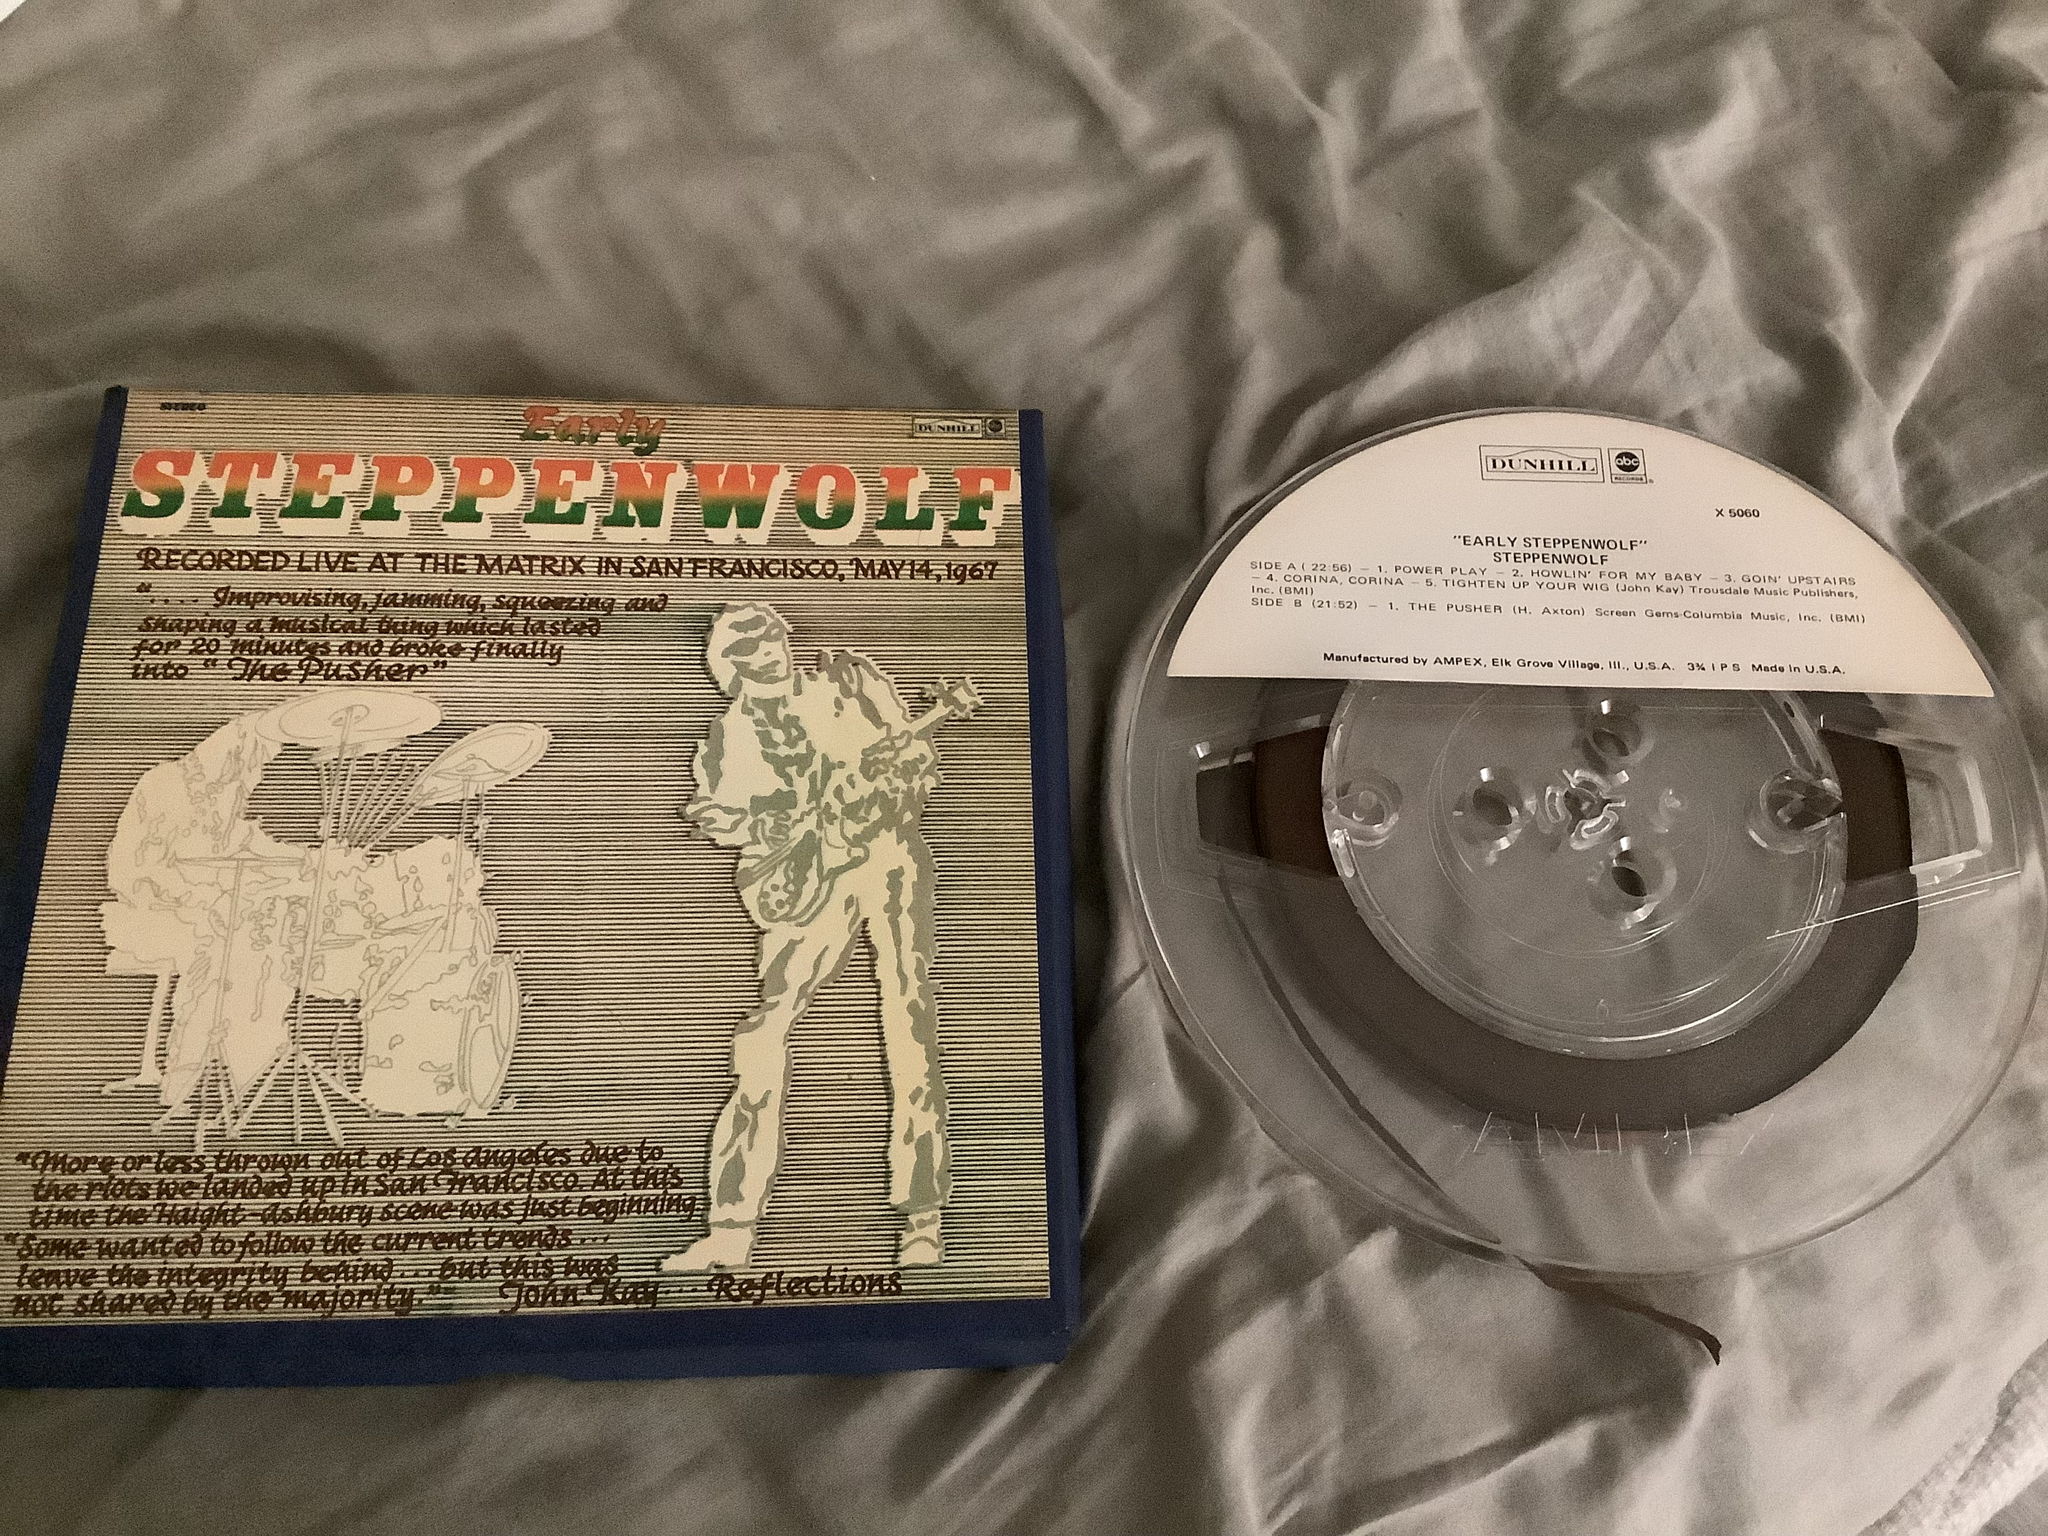 STEREO
Early
DUNHILL abc
STEPPENWOLF
RECORDED LIVE AT THE MATRIX IN SAN FRANCISCO, MAY 14, 1967
".... Improvising, jamming, squeezing and
shaping a musical thing which lasted
for 20 minutes and broke finally
into "The Pusher"
"More or less thrown out of Los Angeles due to
the riots we landed up in San Francisco. At this
time the Haight-Ashbury scene was just beginning
"Some wanted to follow the current trends...
leave the integrity behind... but this was
not shared by the majority."
John Kay... Reflections
DUNHILL abc
RECORDS
X 5060
"EARLY STEPPENWOLF"
STEPPENWOLF
SIDE A ( 22:56) – 1. POWER PLAY – 2. HOWLIN' FOR MY BABY – 3. GOIN' UPSTAIRS
– 4. CORINA, CORINA – 5. TIGHTEN UP YOUR WIG (John Kay) Trousdale Music Publishers,
Inc. (BMI)
SIDE B (21:52) – 1. THE PUSHER (H. Axton) Screen Gems-Columbia Music, Inc. (BMI)
Manufactured by AMPEX, Elk Grove Village, Ill., U.S.A. 3¾ I P S Made in U.S.A.
AMPEX